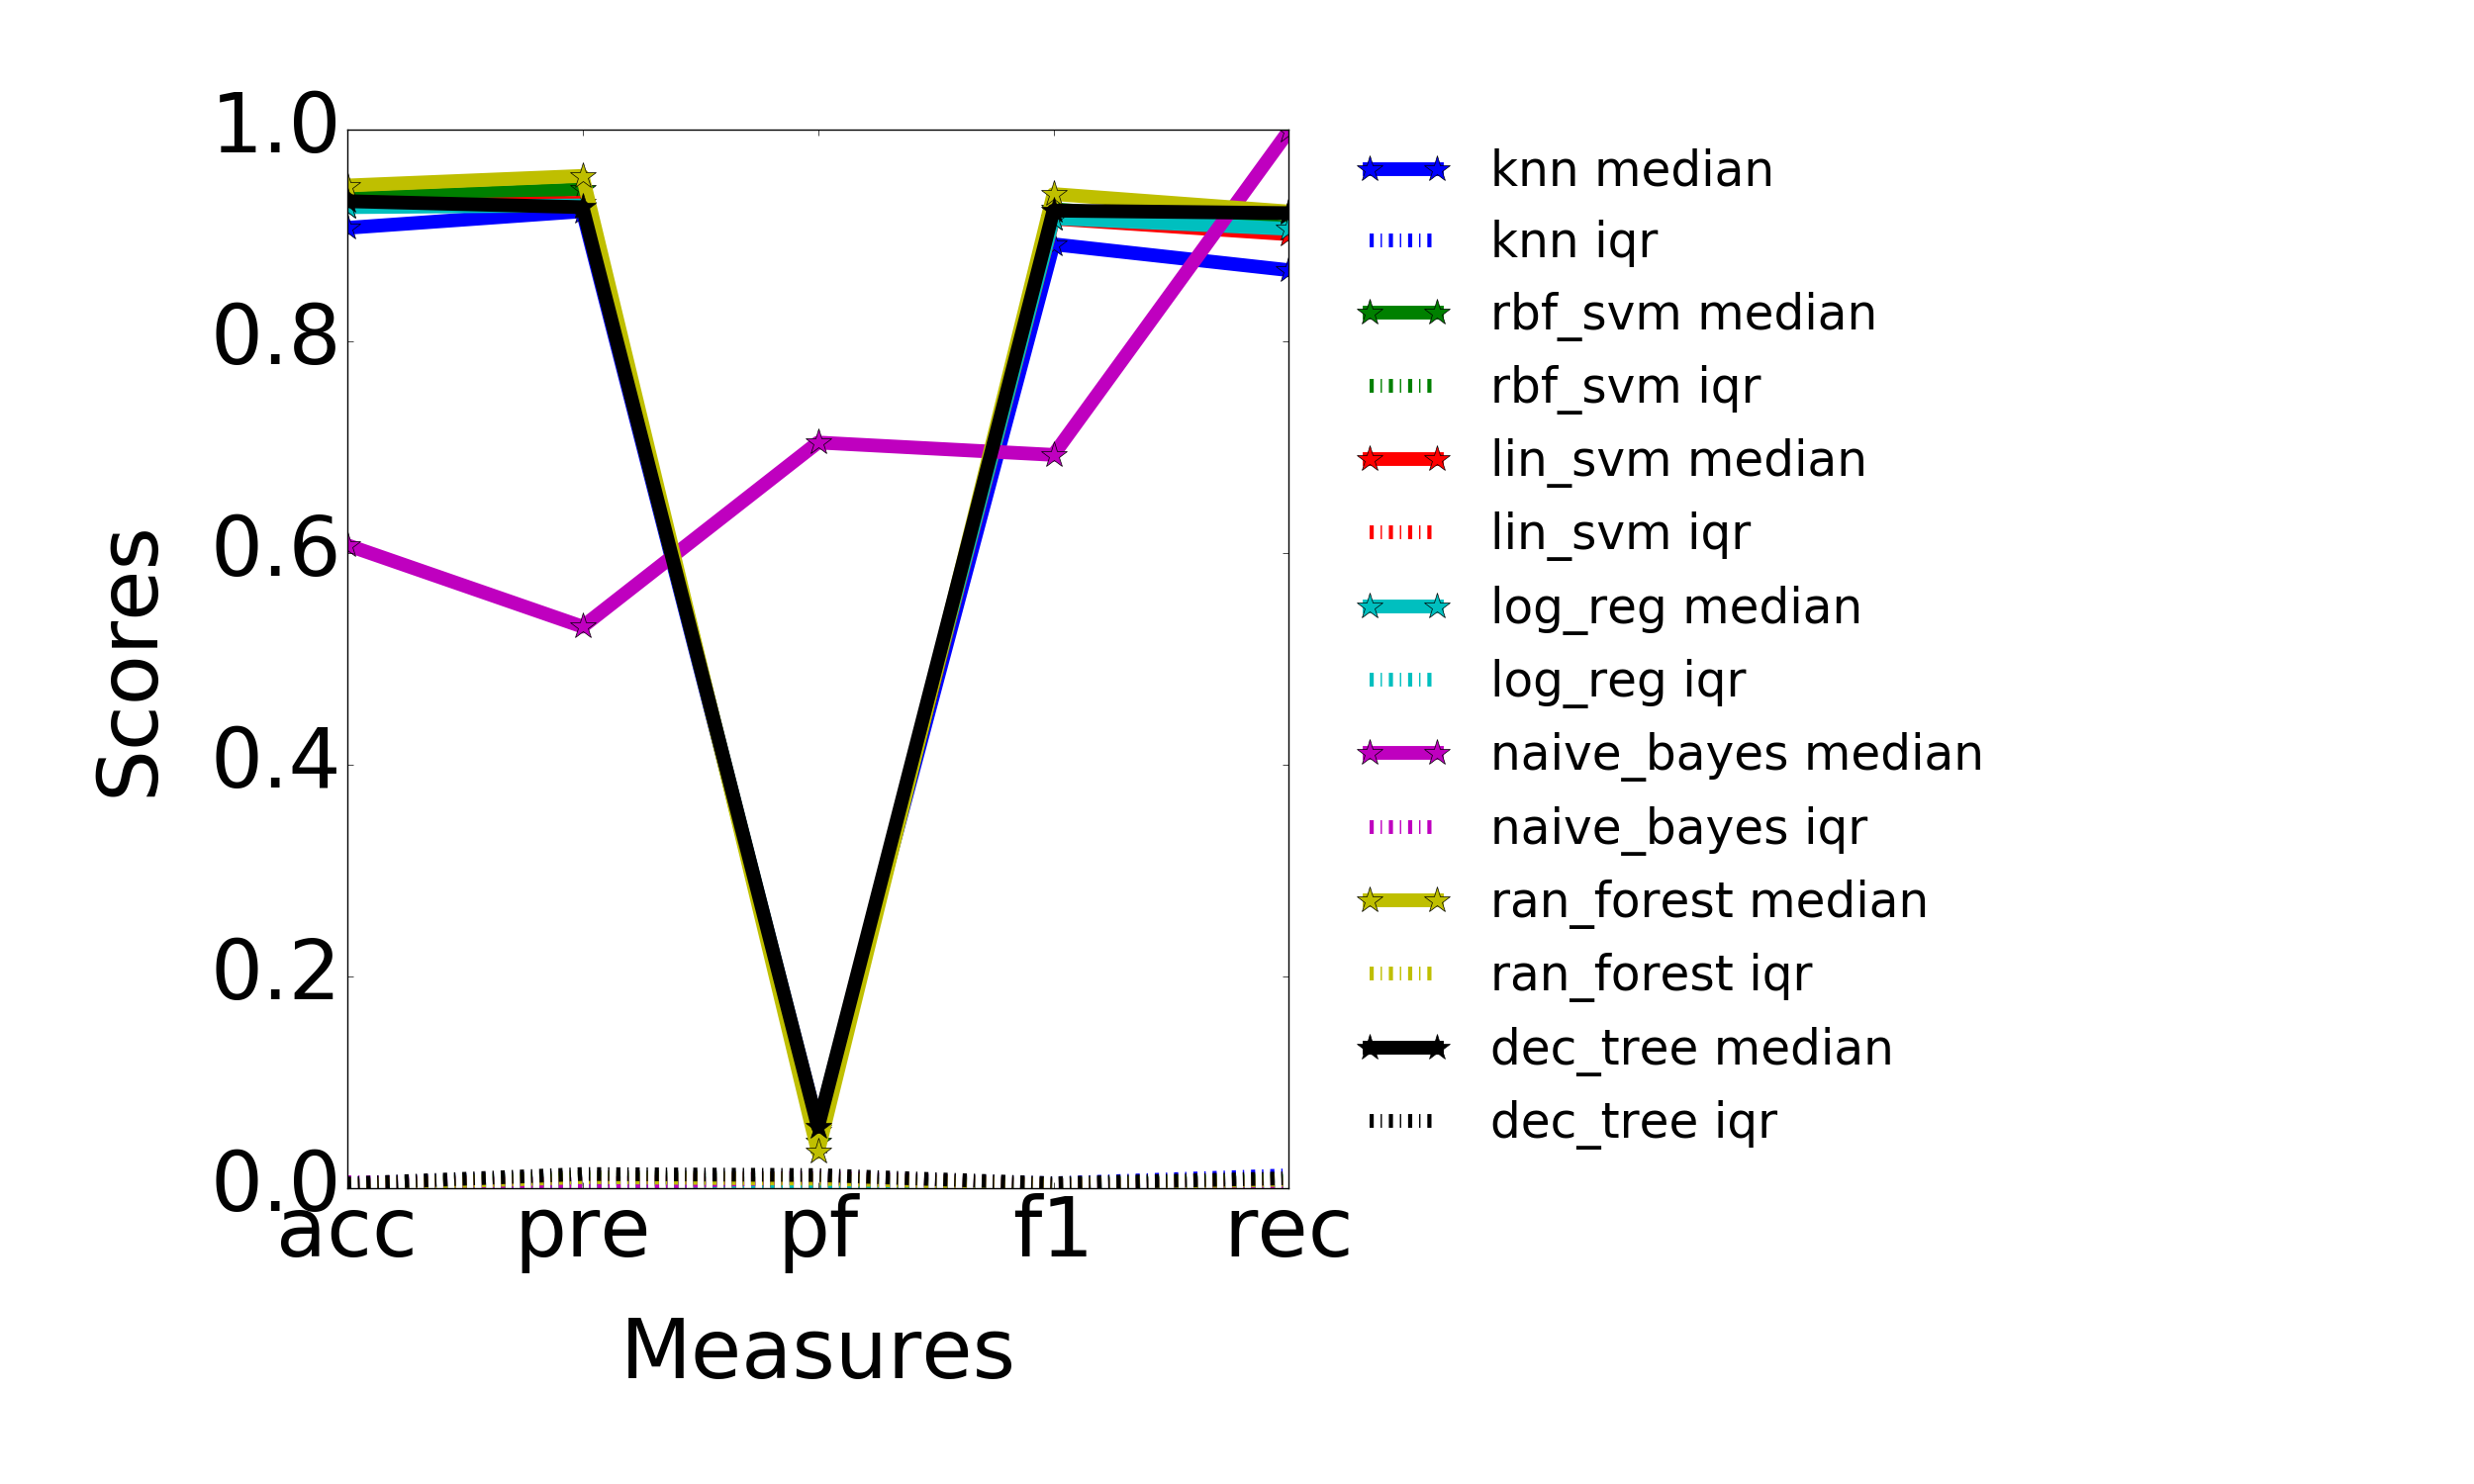 1.0
0.8
0.6
0.4
0.2
0.0
Scores
acc pre pf f1 rec
Measures
knn median
knn iqr
rbf_svm median
rbf_svm iqr
lin_svm median
lin_svm iqr
log_reg median
log_reg iqr
naive_bayes median
naive_bayes iqr
ran_forest median
ran_forest iqr
dec_tree median
dec_tree iqr